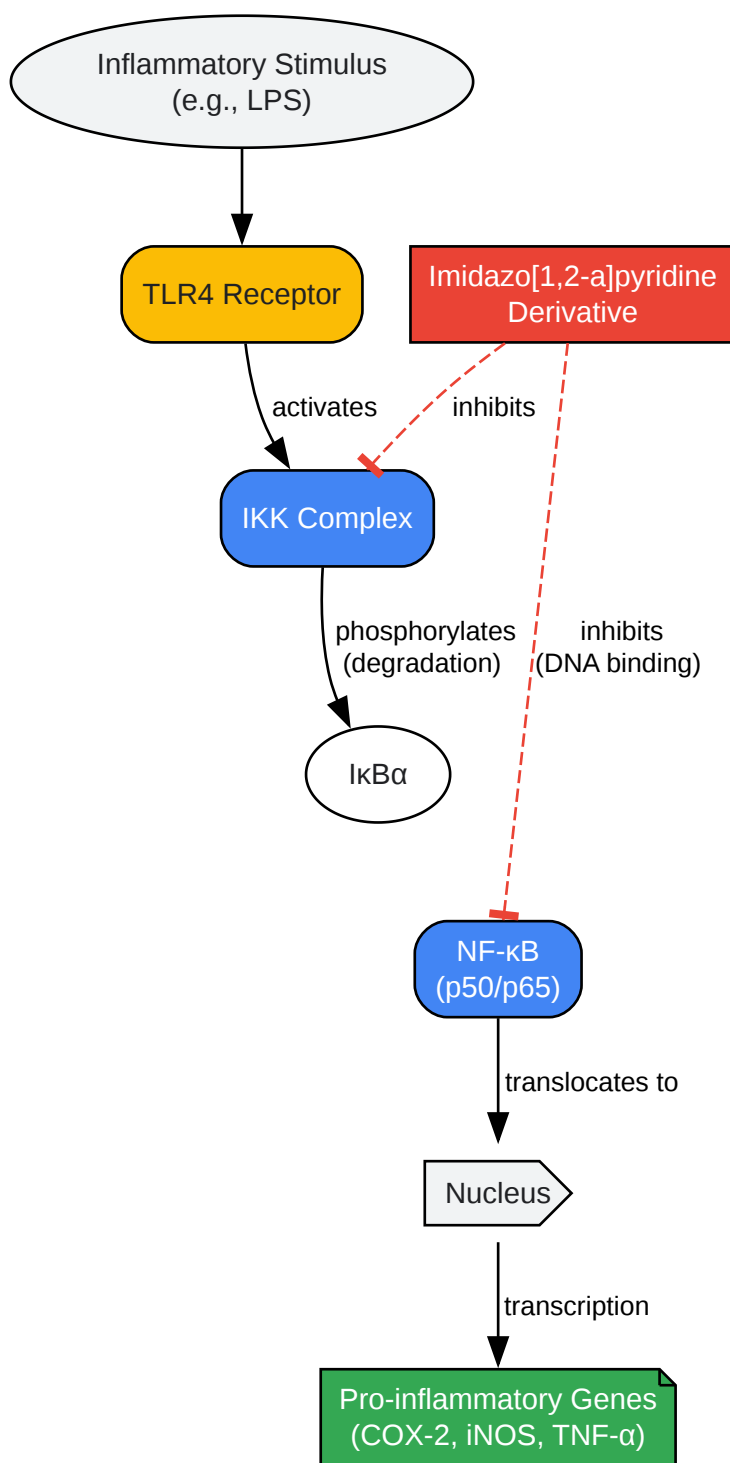 Inflammatory Stimulus
(e.g., LPS)
TLR4 Receptor
Imidazo[1,2-a]pyridine
Derivative
activates
inhibits
IKK Complex
phosphorylates
(degradation)
inhibits
(DNA binding)
IκBα
NF-κB
(p50/p65)
translocates to
Nucleus
transcription
Pro-inflammatory Genes
(COX-2, iNOS, TNF-α)